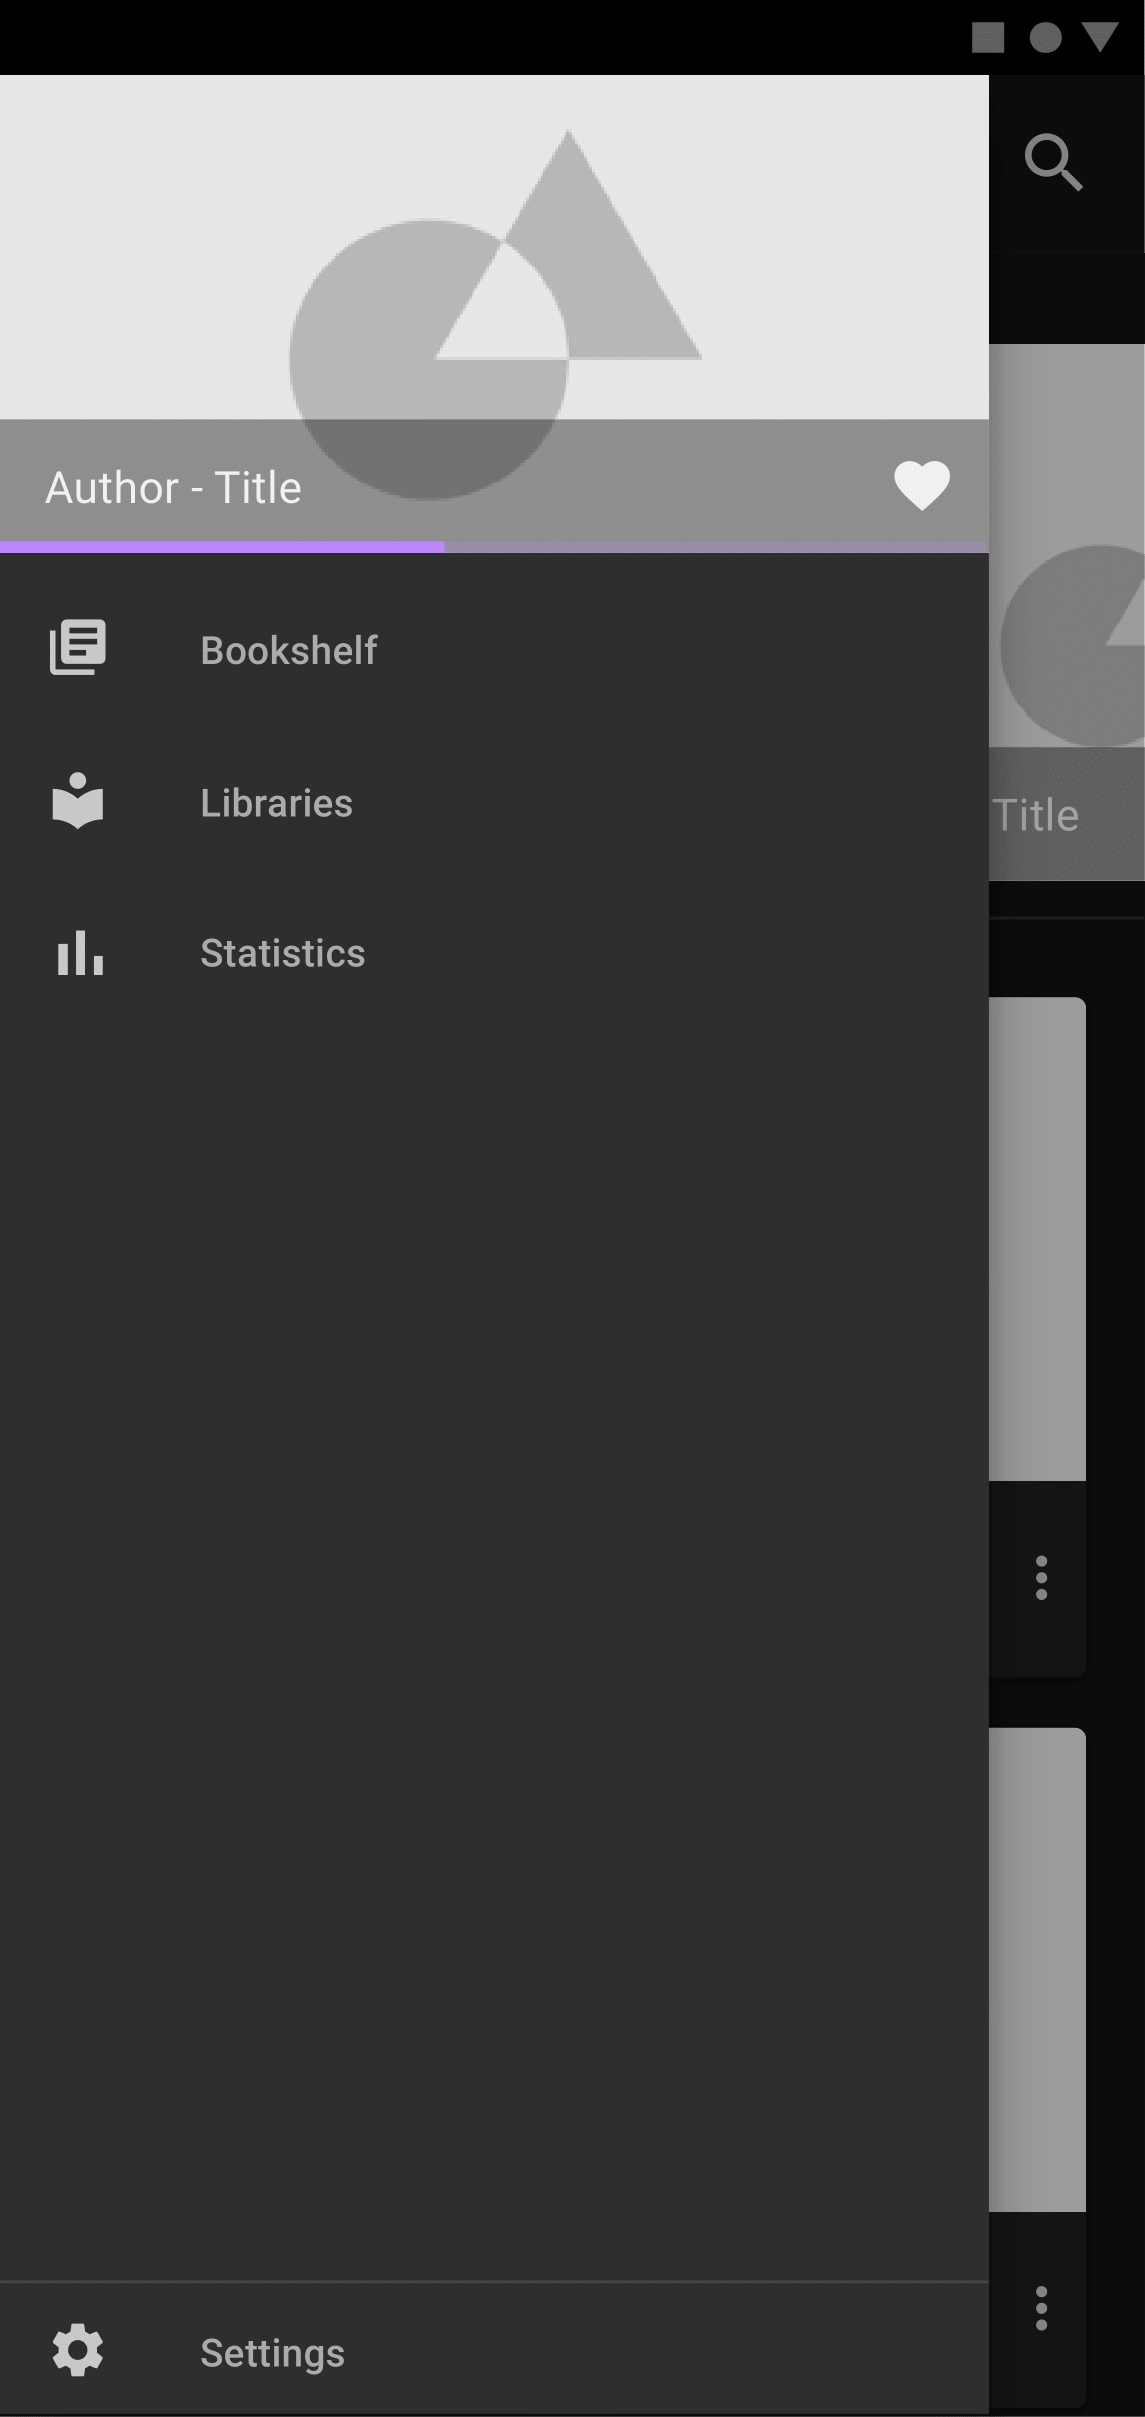 Author - Title
Title
Bookshelf
Libraries
Statistics
Settings